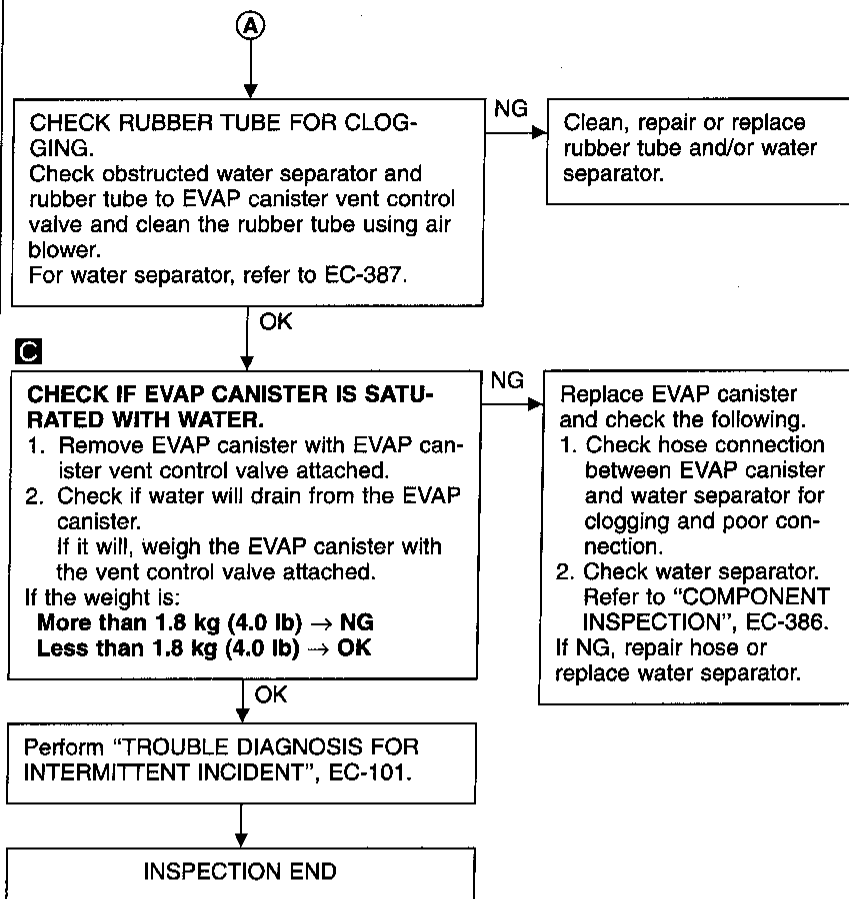 A
CHECK RUBBER TUBE FOR CLOG-
GING.
Check obstructed water separator and
rubber tube to EVAP canister vent control
valve and clean the rubber tube using air
blower.
For water separator, refer to EC-387.
NG
Clean, repair or replace
rubber tube and/or water
separator.
OK
C
CHECK IF EVAP CANISTER IS SATU-
RATED WITH WATER.
1. Remove EVAP canister with EVAP can-
ister vent control valve attached.
2. Check if water will drain from the EVAP
canister.
If it will, weigh the EVAP canister with
the vent control valve attached.
If the weight is:
More than 1.8 kg (4.0 lb) → NG
Less than 1.8 kg (4.0 lb) → OK
NG
Replace EVAP canister
and check the following.
1. Check hose connection
between EVAP canister
and water separator for
clogging and poor con-
nection.
2. Check water separator.
Refer to “COMPONENT
INSPECTION”, EC-386.
If NG, repair hose or
replace water separator.
OK
Perform “TROUBLE DIAGNOSIS FOR
INTERMITTENT INCIDENT”, EC-101.
INSPECTION END